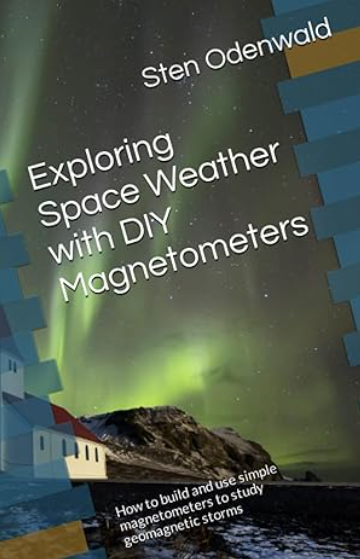 Sten Odenwald
Exploring
Space Weather
with DIY
Magnetometers
How to build and use simple
magnetometers to study
geomagnetic storms